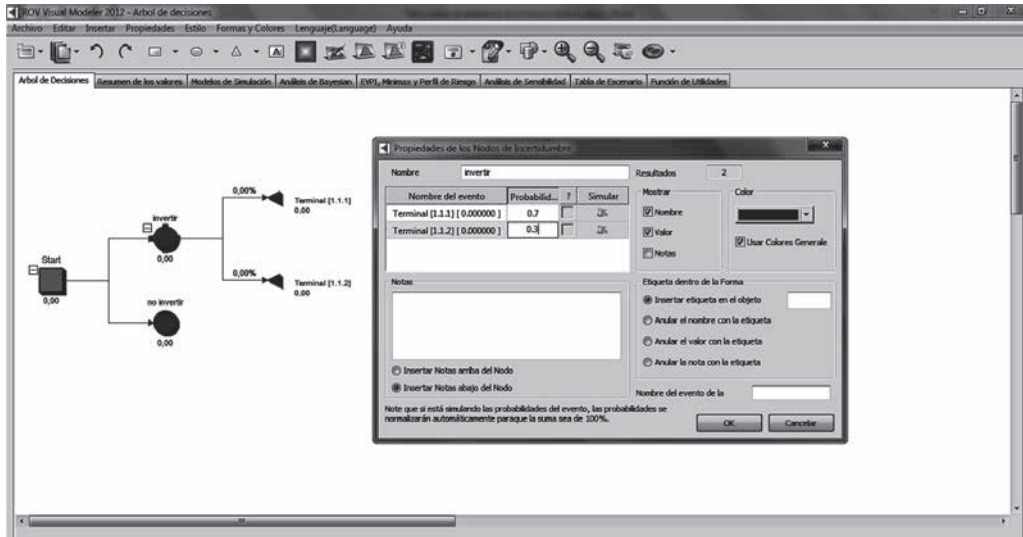 ROV Visual Modeler 2012 - Arbol de decisiones
Archivo Editar Insertar Propiedades Estilo Formas y Colores Lenguaje(Language) Ayuda
A
Arbol de Decisiones Resumen de los valores Modelos de Simulación Análisis de Bayesian EVPI, Minimax y Perfil de Riesgo Análisis de Sensibilidad Tabla de Escenario Función de Utilidades
Start
0,00
invertir
0,00
no invertir
0,00
0,00%
Terminal [1.1.1]
0,00
0,00%
Terminal [1.1.2]
0,00
Propiedades de los Nodos de Incertidumbre
Nombre invertir Resultados 2
Nombre del evento Probabilid... ? Simular
Terminal [1.1.1] [ 0.000000 ] 0.7
Terminal [1.1.2] [ 0.000000 ] 0.3
Mostrar
Nombre
Valor
Notas
Color
Usar Colores Generale
Notas
Insertar Notas arriba del Nodo
Insertar Notas abajo del Nodo
Etiqueta dentro de la Forma
Insertar etiqueta en el objeto
Anular el nombre con la etiqueta
Anular el valor con la etiqueta
Anular la nota con la etiqueta
Nombre del evento de la
Note que si está simulando las probabilidades del evento, las probabilidades se
normalizarán automáticamente paraque la suma sea de 100%.
OK Cancelar